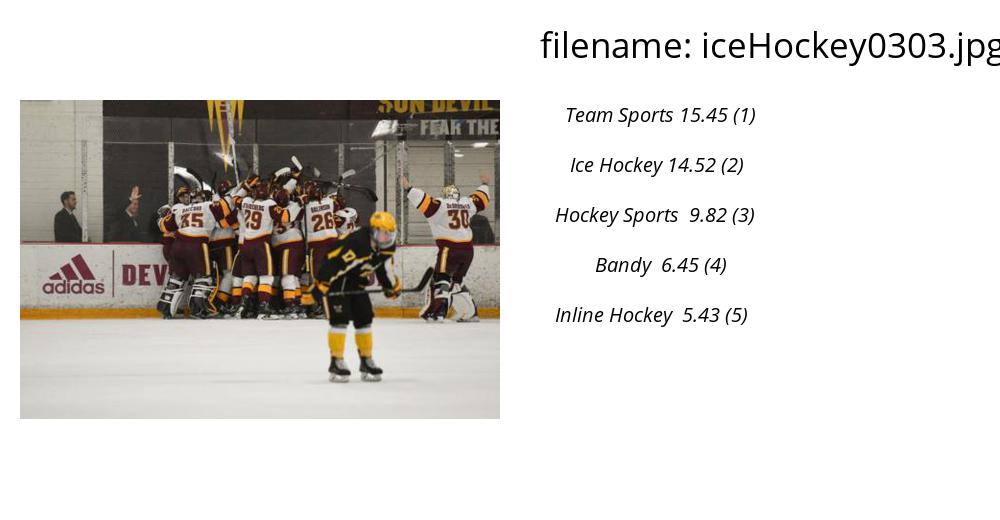 filename: iceHockey0303.jpg
Team Sports 15.45 (1)
Ice Hockey 14.52 (2)
Hockey Sports 9.82 (3)
Bandy 6.45 (4)
Inline Hockey 5.43 (5)
SUN DEVIL
FEAR THE
35
29
26
30
adidas
DEV